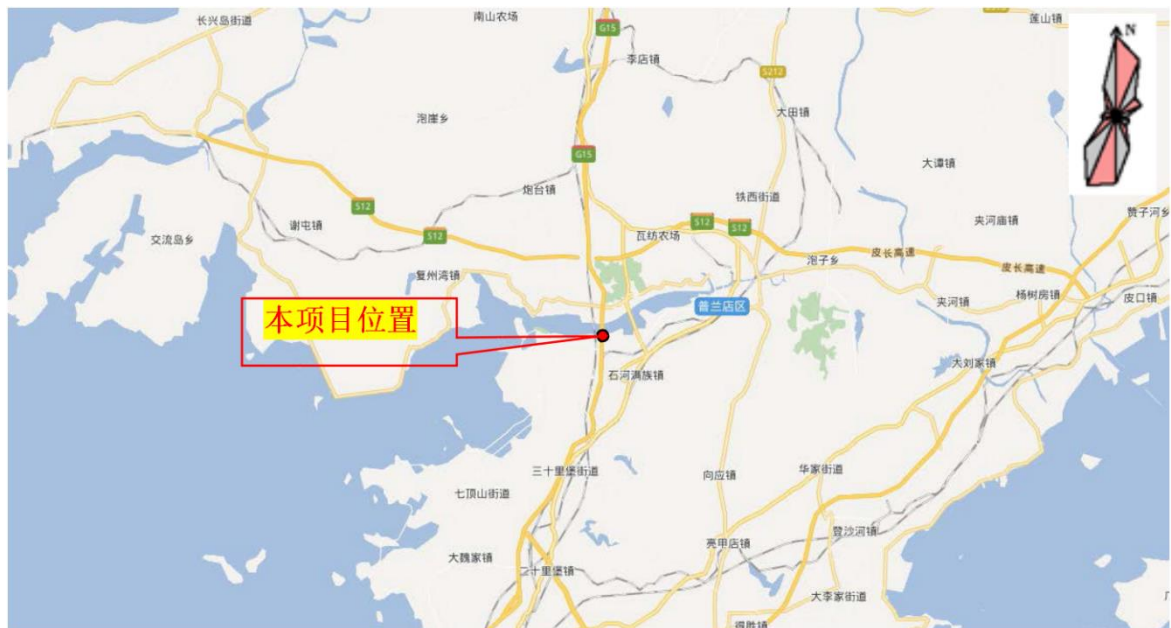 长兴岛街道
南山农场
莲山镇
N
G15
李店镇
S212
泡崖乡
大田镇
G15
大谭镇
炮台镇
铁西街道
S12
谢屯镇
S12
S12
S12
夹河庙镇
赞子河乡
交流岛乡
瓦纺农场
皮长高速
泡子乡
皮长高速
复州湾镇
杨树房镇
皮口镇
夹河镇
普兰店区
本项目位置
石河满族镇
大刘家镇
三十里堡街道
向应镇
华家街道
七顶山街道
登沙河镇
亮甲店镇
大魏家镇
二十里堡镇
大李家街道
得胜镇